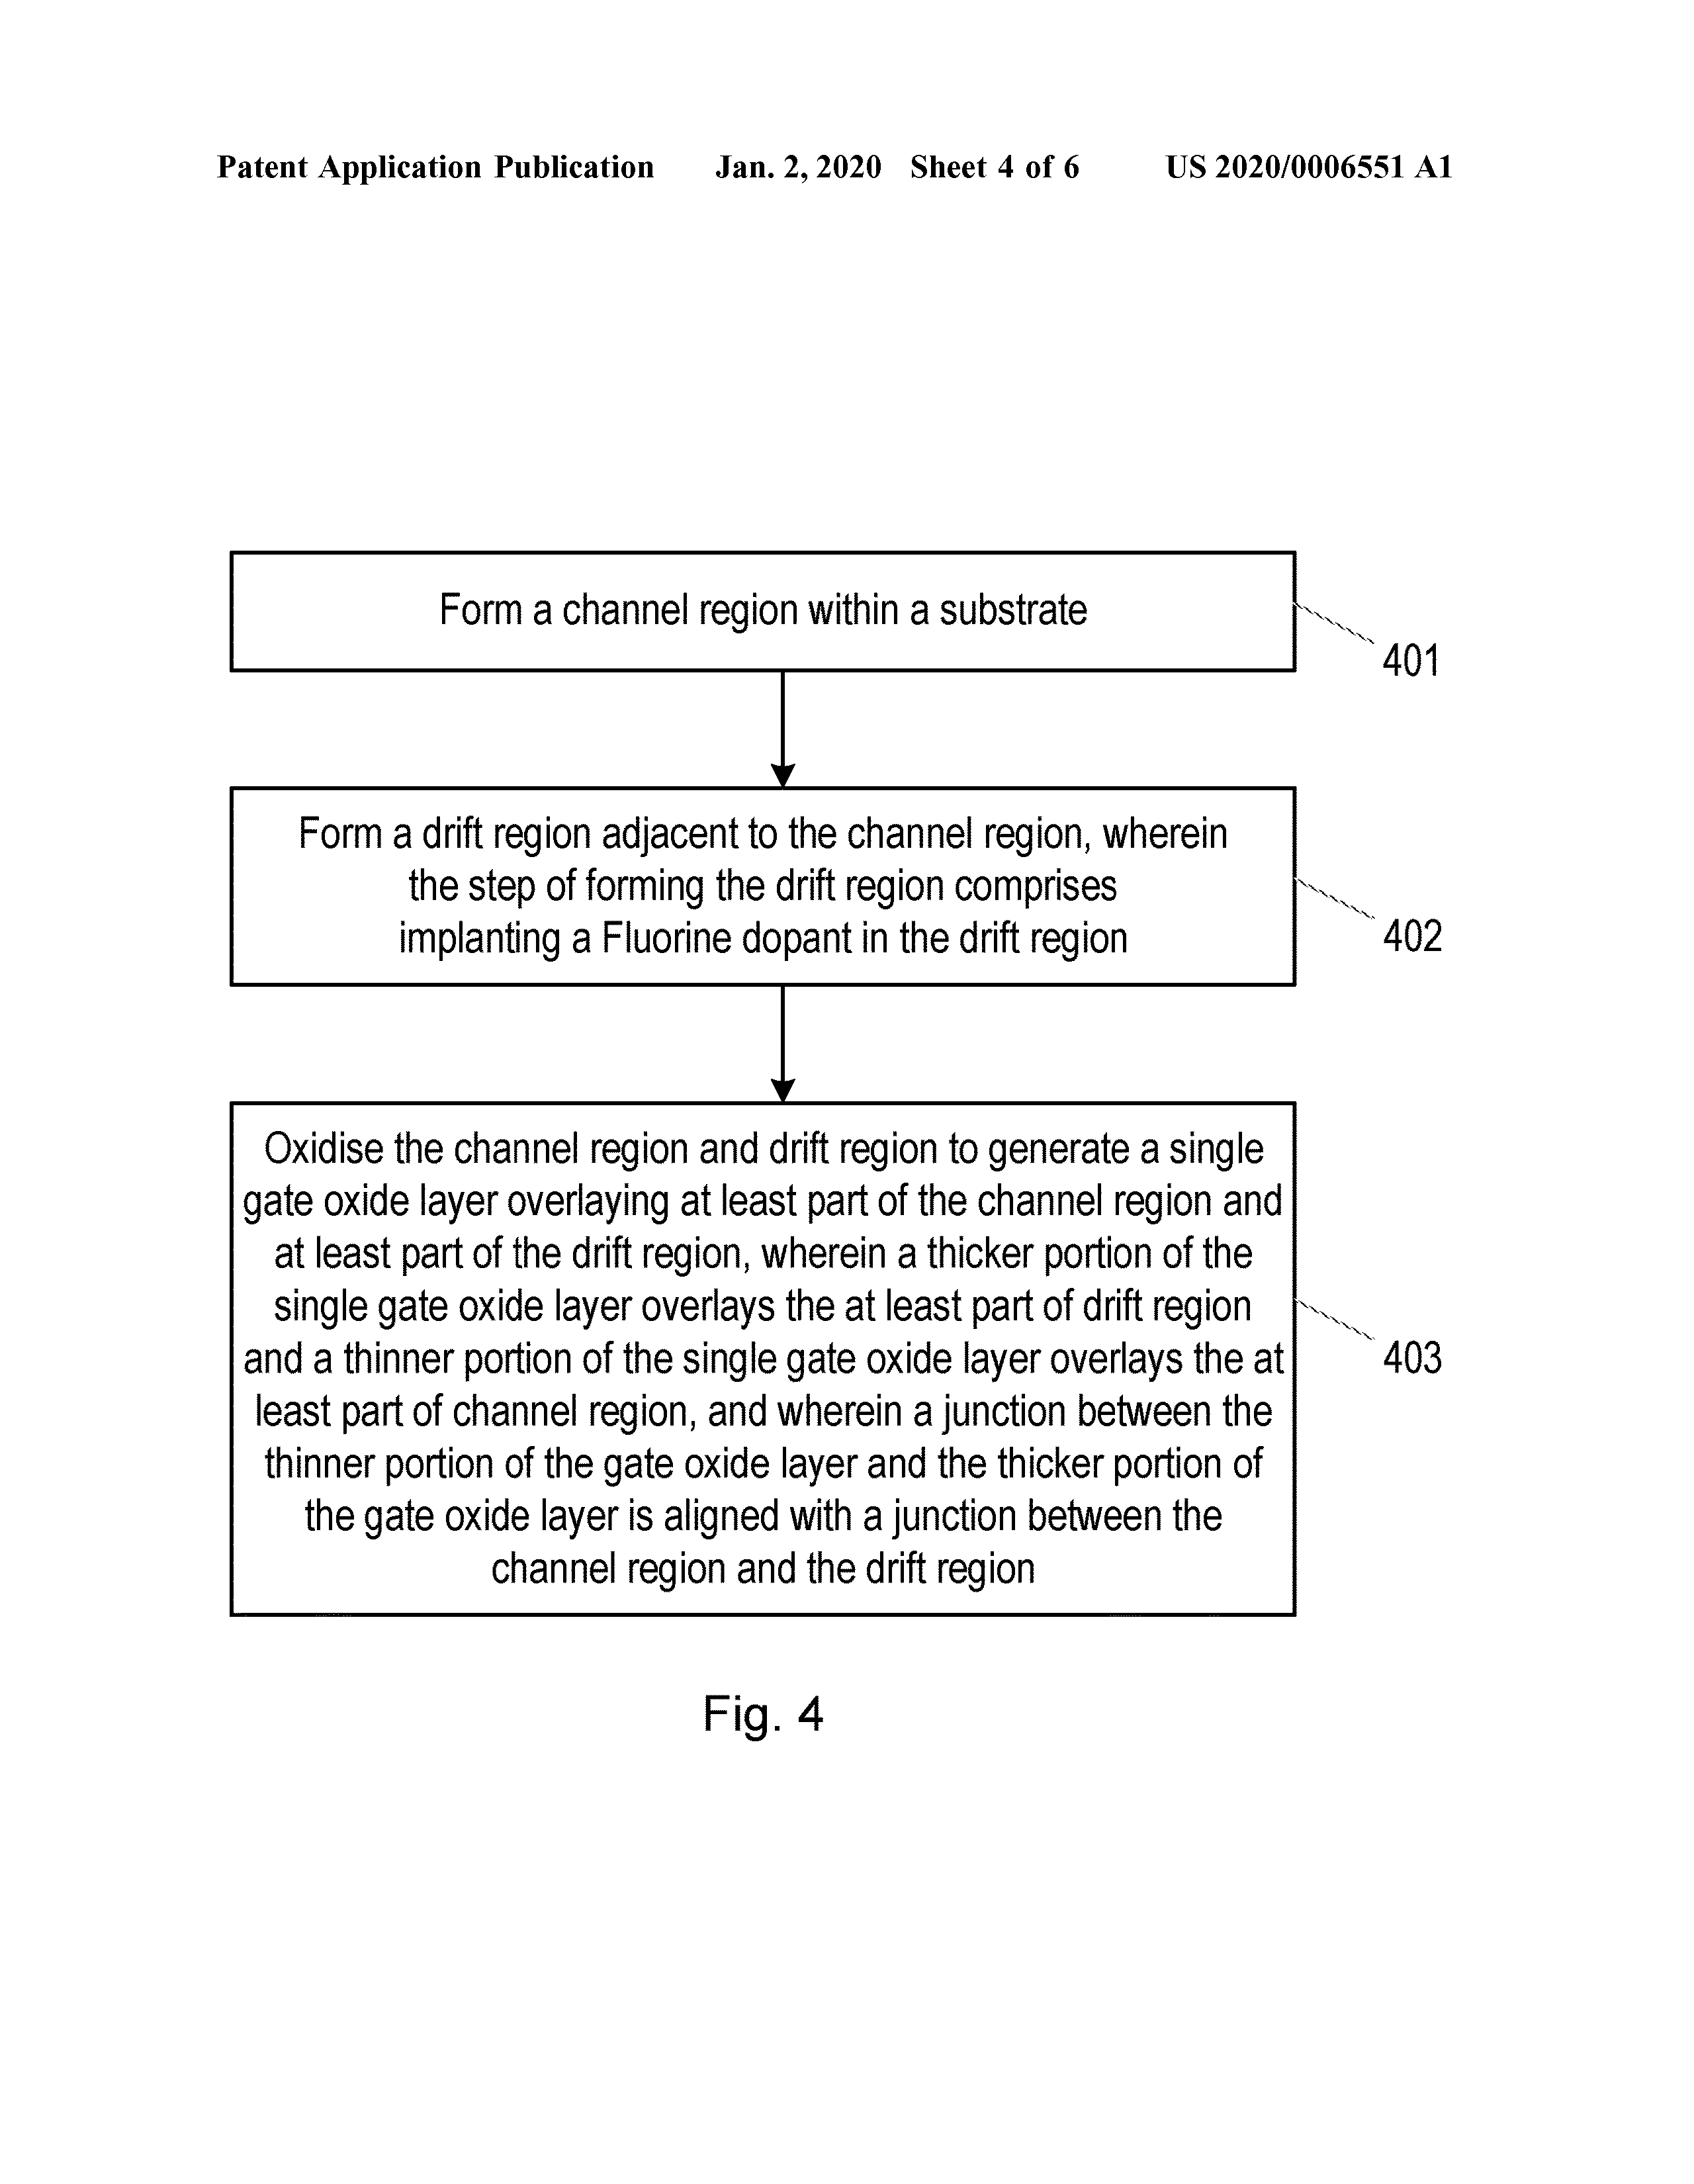 Patent Application Publication Jan. 2, 2020 Sheet 4 of 6 US 2020/0006551 A1
Form a channel region within a substrate
401
Form a drift region adjacent to the channel region, wherein
the step of forming the drift region comprises
implanting a Fluorine dopant in the drift region
402
Oxidise the channel region and drift region to generate a single
gate oxide layer overlaying at least part of the channel region and
at least part of the drift region, wherein a thicker portion of the
single gate oxide layer overlays the at least part of drift region
and a thinner portion of the single gate oxide layer overlays the at
least part of channel region, and wherein a junction between the
thinner portion of the gate oxide layer and the thicker portion of
the gate oxide layer is aligned with a junction between the
channel region and the drift region
403
Fig. 4